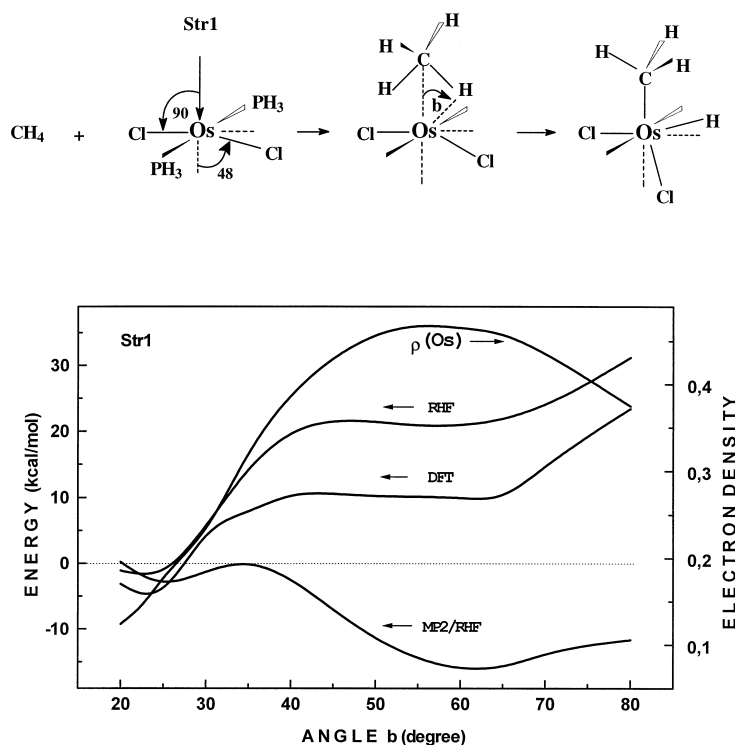 Str1
CH4 + 90 PH3 Cl Os Cl PH3 48
H H C H H b Cl Os Cl
H H H C Cl Os H Cl
Str1
ρ(Os)
RHF
DFT
MP2/RHF
30
20
10
0
-10
ENERGY (kcal/mol)
0,4
0,3
0,2
0,1
ELECTRON DENSITY
20 30 40 50 60 70 80
ANGLE b (degree)